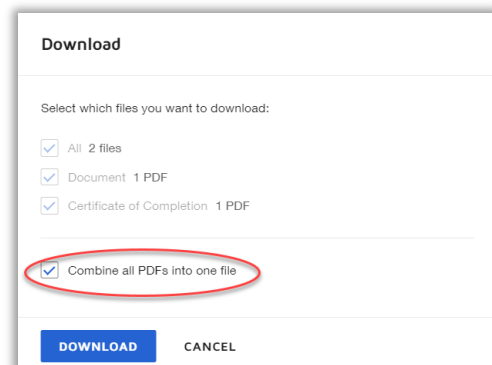 Download
Select which files you want to download:
All 2 files
Document 1 PDF
Certificate of Completion 1 PDF
Combine all PDFs into one file
DOWNLOAD CANCEL